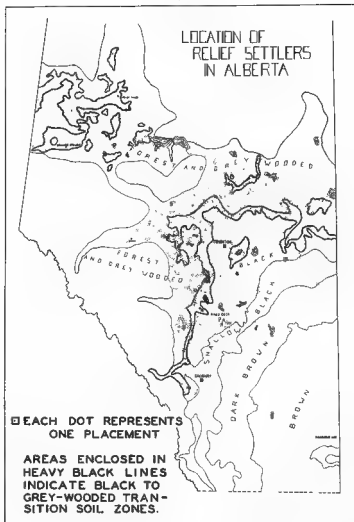 LOCATION OF
RELIEF SETTLERS
IN ALBERTA
FOREST AND GREY WOODED
FOREST
AND GREY WOODED
BLACK
SHALLOW BLACK
DARK BROWN
BROWN
EACH DOT REPRESENTS
ONE PLACEMENT
AREAS ENCLOSED IN
HEAVY BLACK LINES
INDICATE BLACK TO
GREY-WOODED TRAN-
SITION SOIL ZONES.